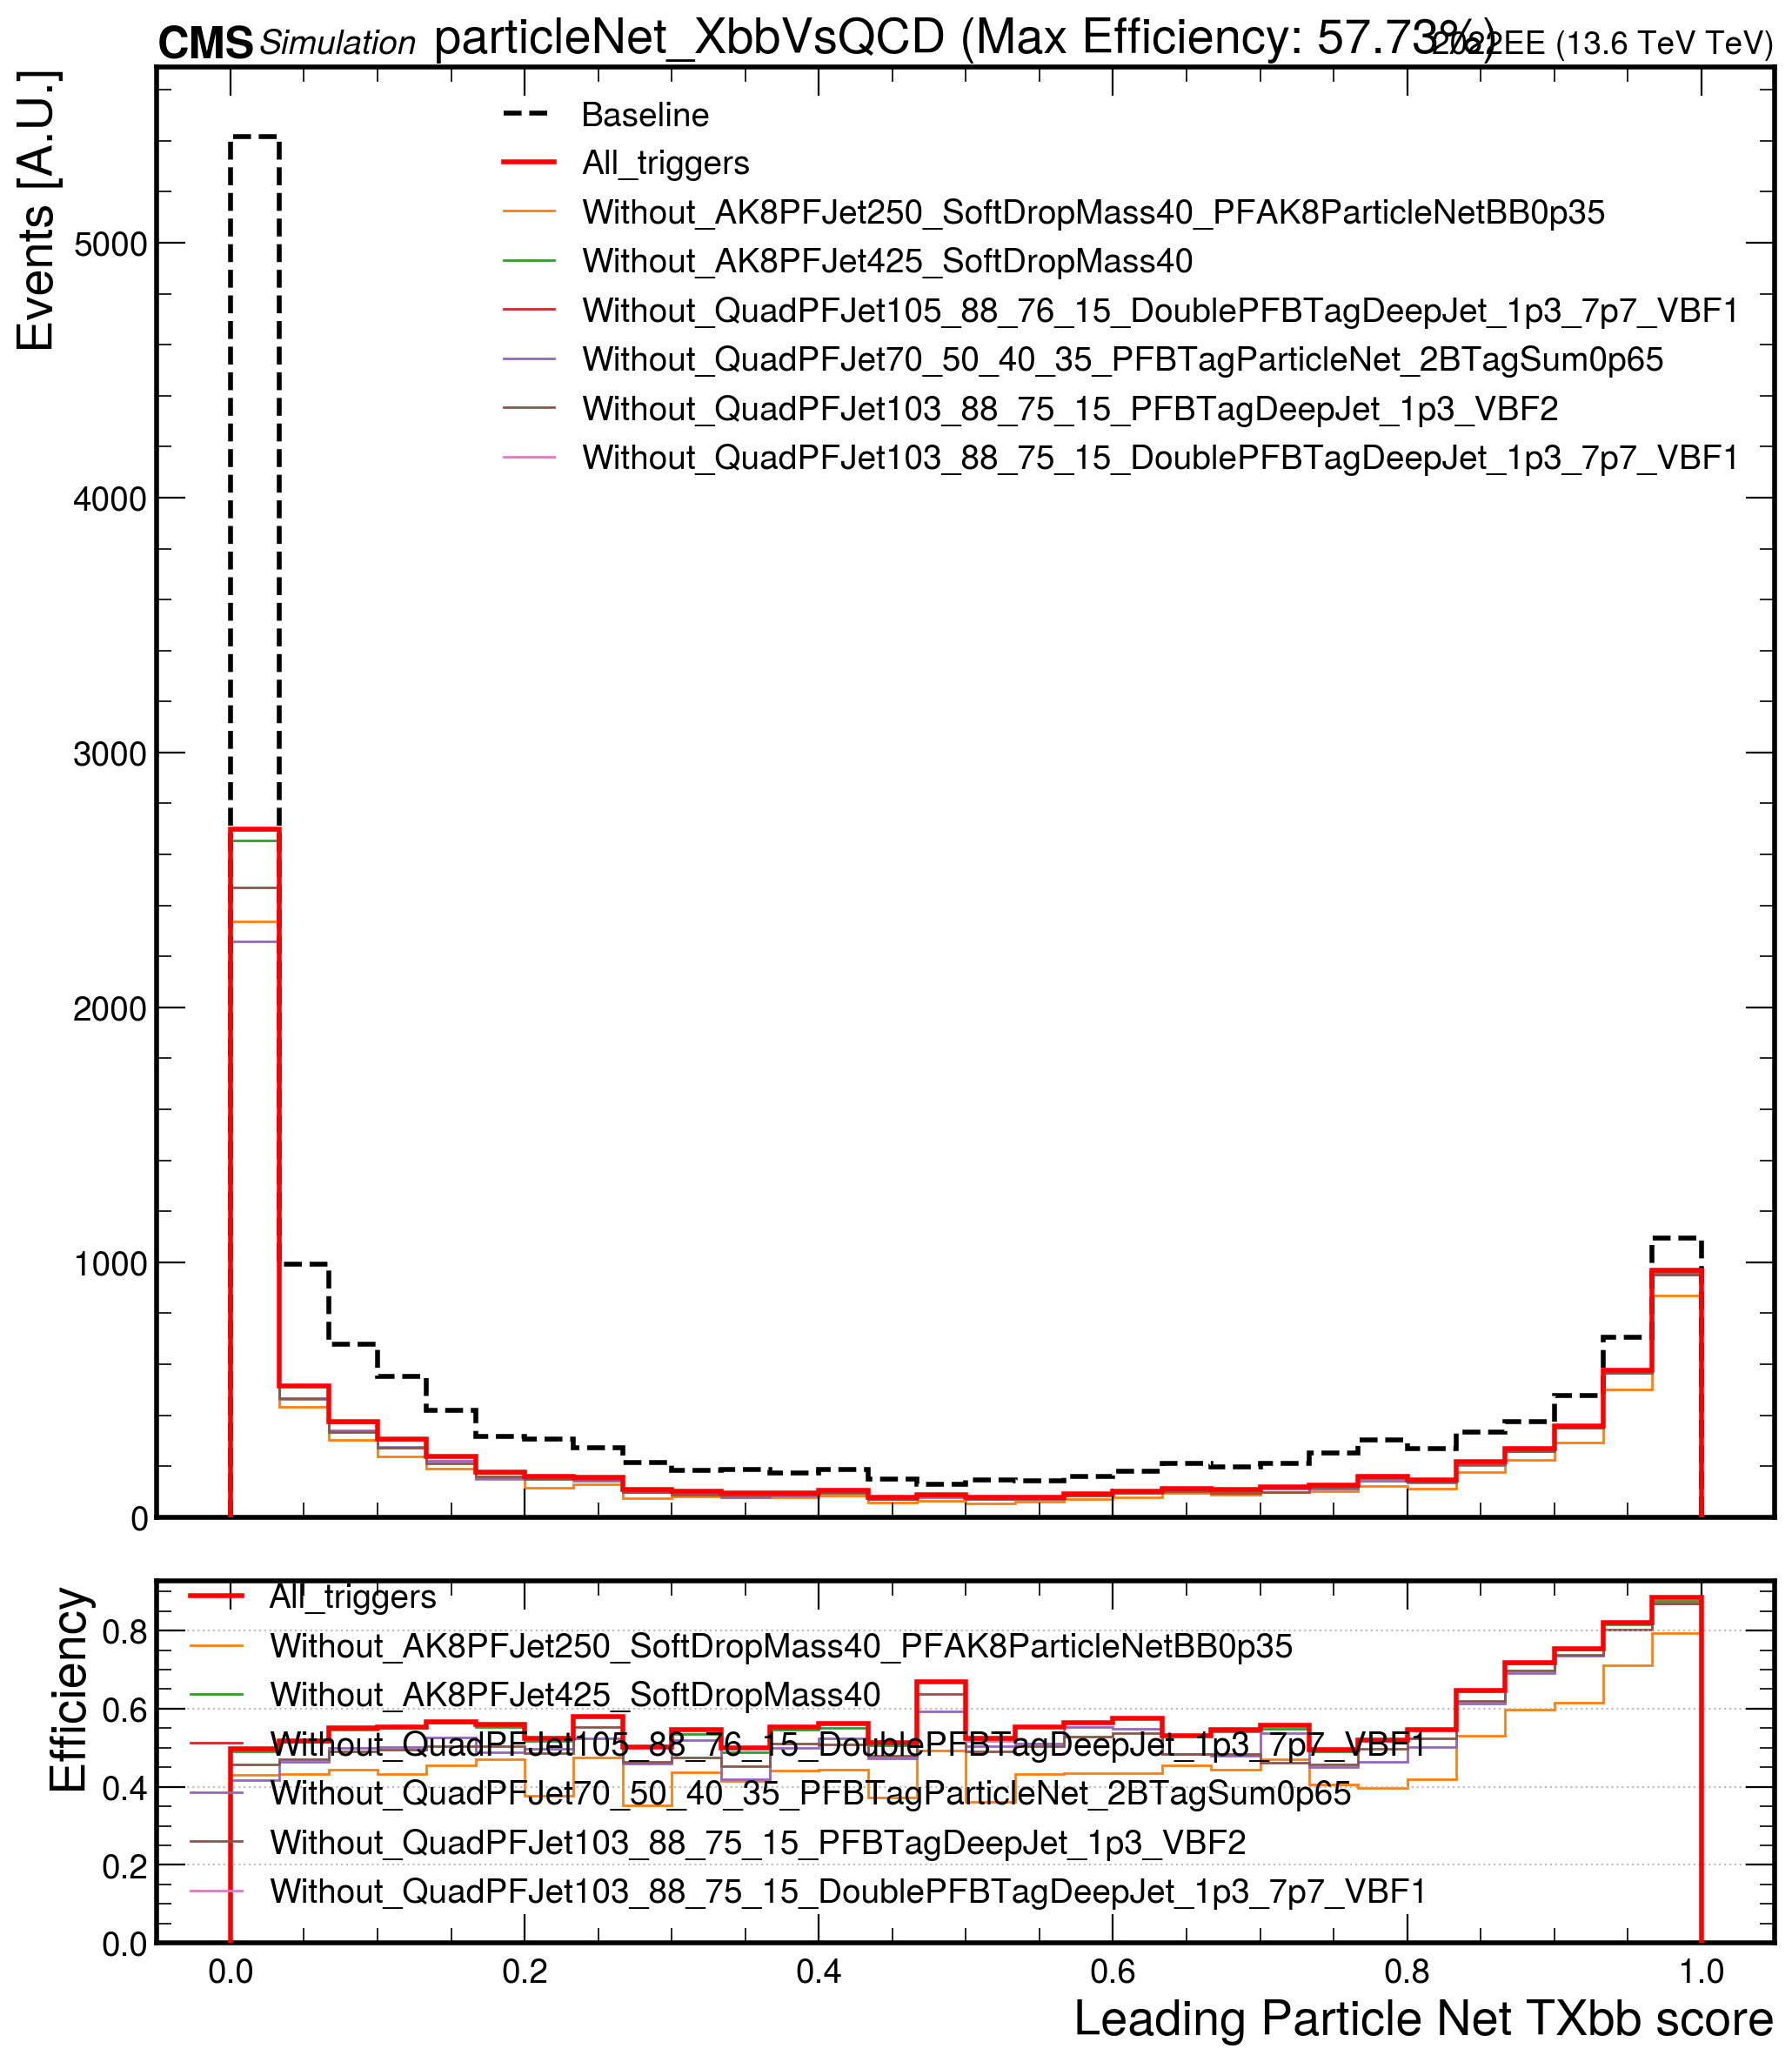 CMS Simulation particleNet_XbbVsQCD (Max Efficiency: 57.73%) 2022EE (13.6 TeV TeV)
Events [A.U.]
Baseline
All_triggers
Without_AK8PFJet250_SoftDropMass40_PFAK8ParticleNetBB0p35
Without_AK8PFJet425_SoftDropMass40
Without_QuadPFJet105_88_76_15_DoublePFBTagDeepJet_1p3_7p7_VBF1
Without_QuadPFJet70_50_40_35_PFBTagParticleNet_2BTagSum0p65
Without_QuadPFJet103_88_75_15_PFBTagDeepJet_1p3_VBF2
Without_QuadPFJet103_88_75_15_DoublePFBTagDeepJet_1p3_7p7_VBF1
5000
4000
3000
2000
1000
0
Efficiency
All_triggers
Without_AK8PFJet250_SoftDropMass40_PFAK8ParticleNetBB0p35
Without_AK8PFJet425_SoftDropMass40
Without_QuadPFJet105_88_76_15_DoublePFBTagDeepJet_1p3_7p7_VBF1
Without_QuadPFJet70_50_40_35_PFBTagParticleNet_2BTagSum0p65
Without_QuadPFJet103_88_75_15_PFBTagDeepJet_1p3_VBF2
Without_QuadPFJet103_88_75_15_DoublePFBTagDeepJet_1p3_7p7_VBF1
0.8
0.6
0.4
0.2
0.0
0.0 0.2 0.4 0.6 0.8 1.0
Leading Particle Net TXbb score